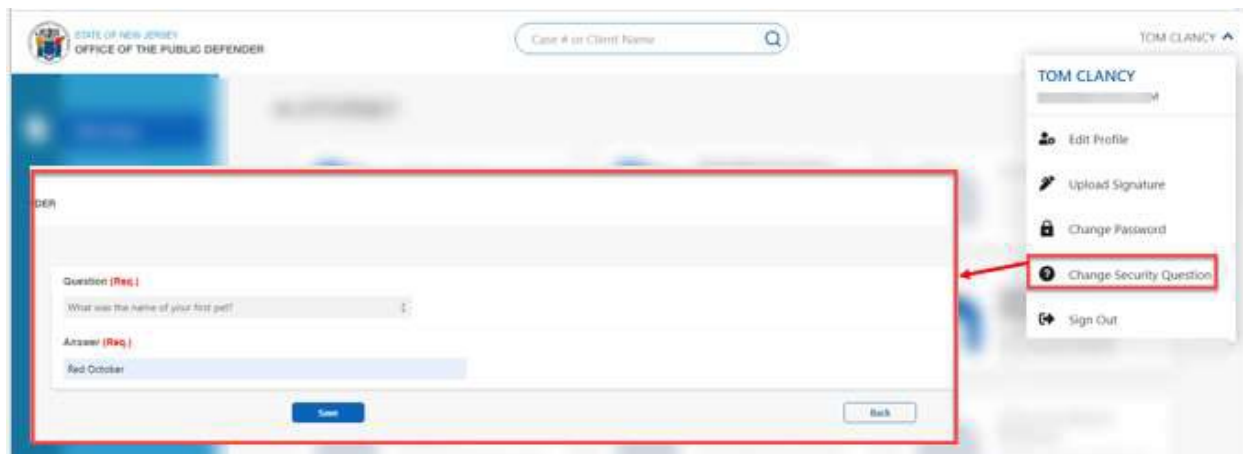 STATE OF NEW JERSEY
OFFICE OF THE PUBLIC DEFENDER
Case # or Client Name
TOM CLANCY
TOM CLANCY
Edit Profile
Upload Signature
Change Password
Change Security Question
Sign Out
DER
Question (Req.)
What was the name of your first pet?
Answer (Req.)
Red October
Save
Back